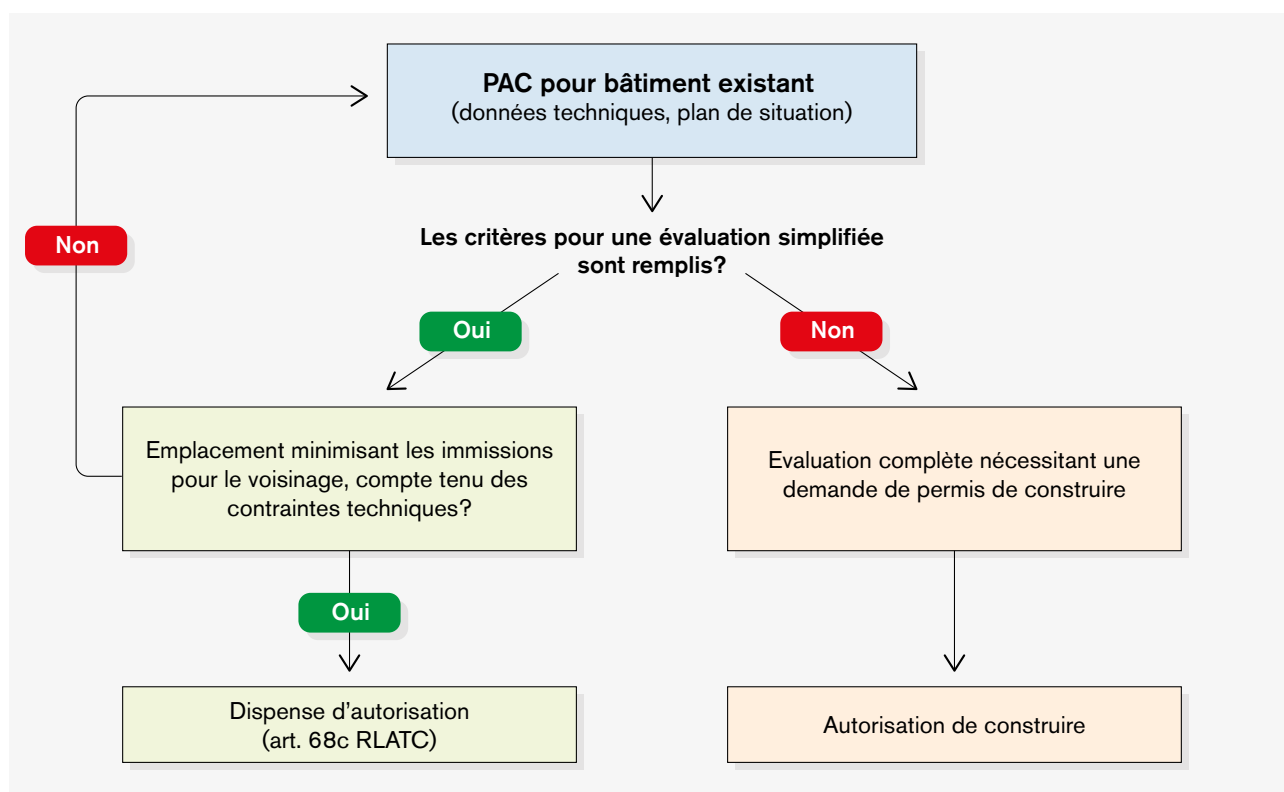 PAC pour bâtiment existant
(données techniques, plan de situation)
Non
Les critères pour une évaluation simplifiée
sont remplis?
Oui
Non
Emplacement minimisant les immissions
pour le voisinage, compte tenu des
contraintes techniques?
Evaluation complète nécessitant une
demande de permis de construire
Oui
Dispense d'autorisation
(art. 68c RLATC)
Autorisation de construire